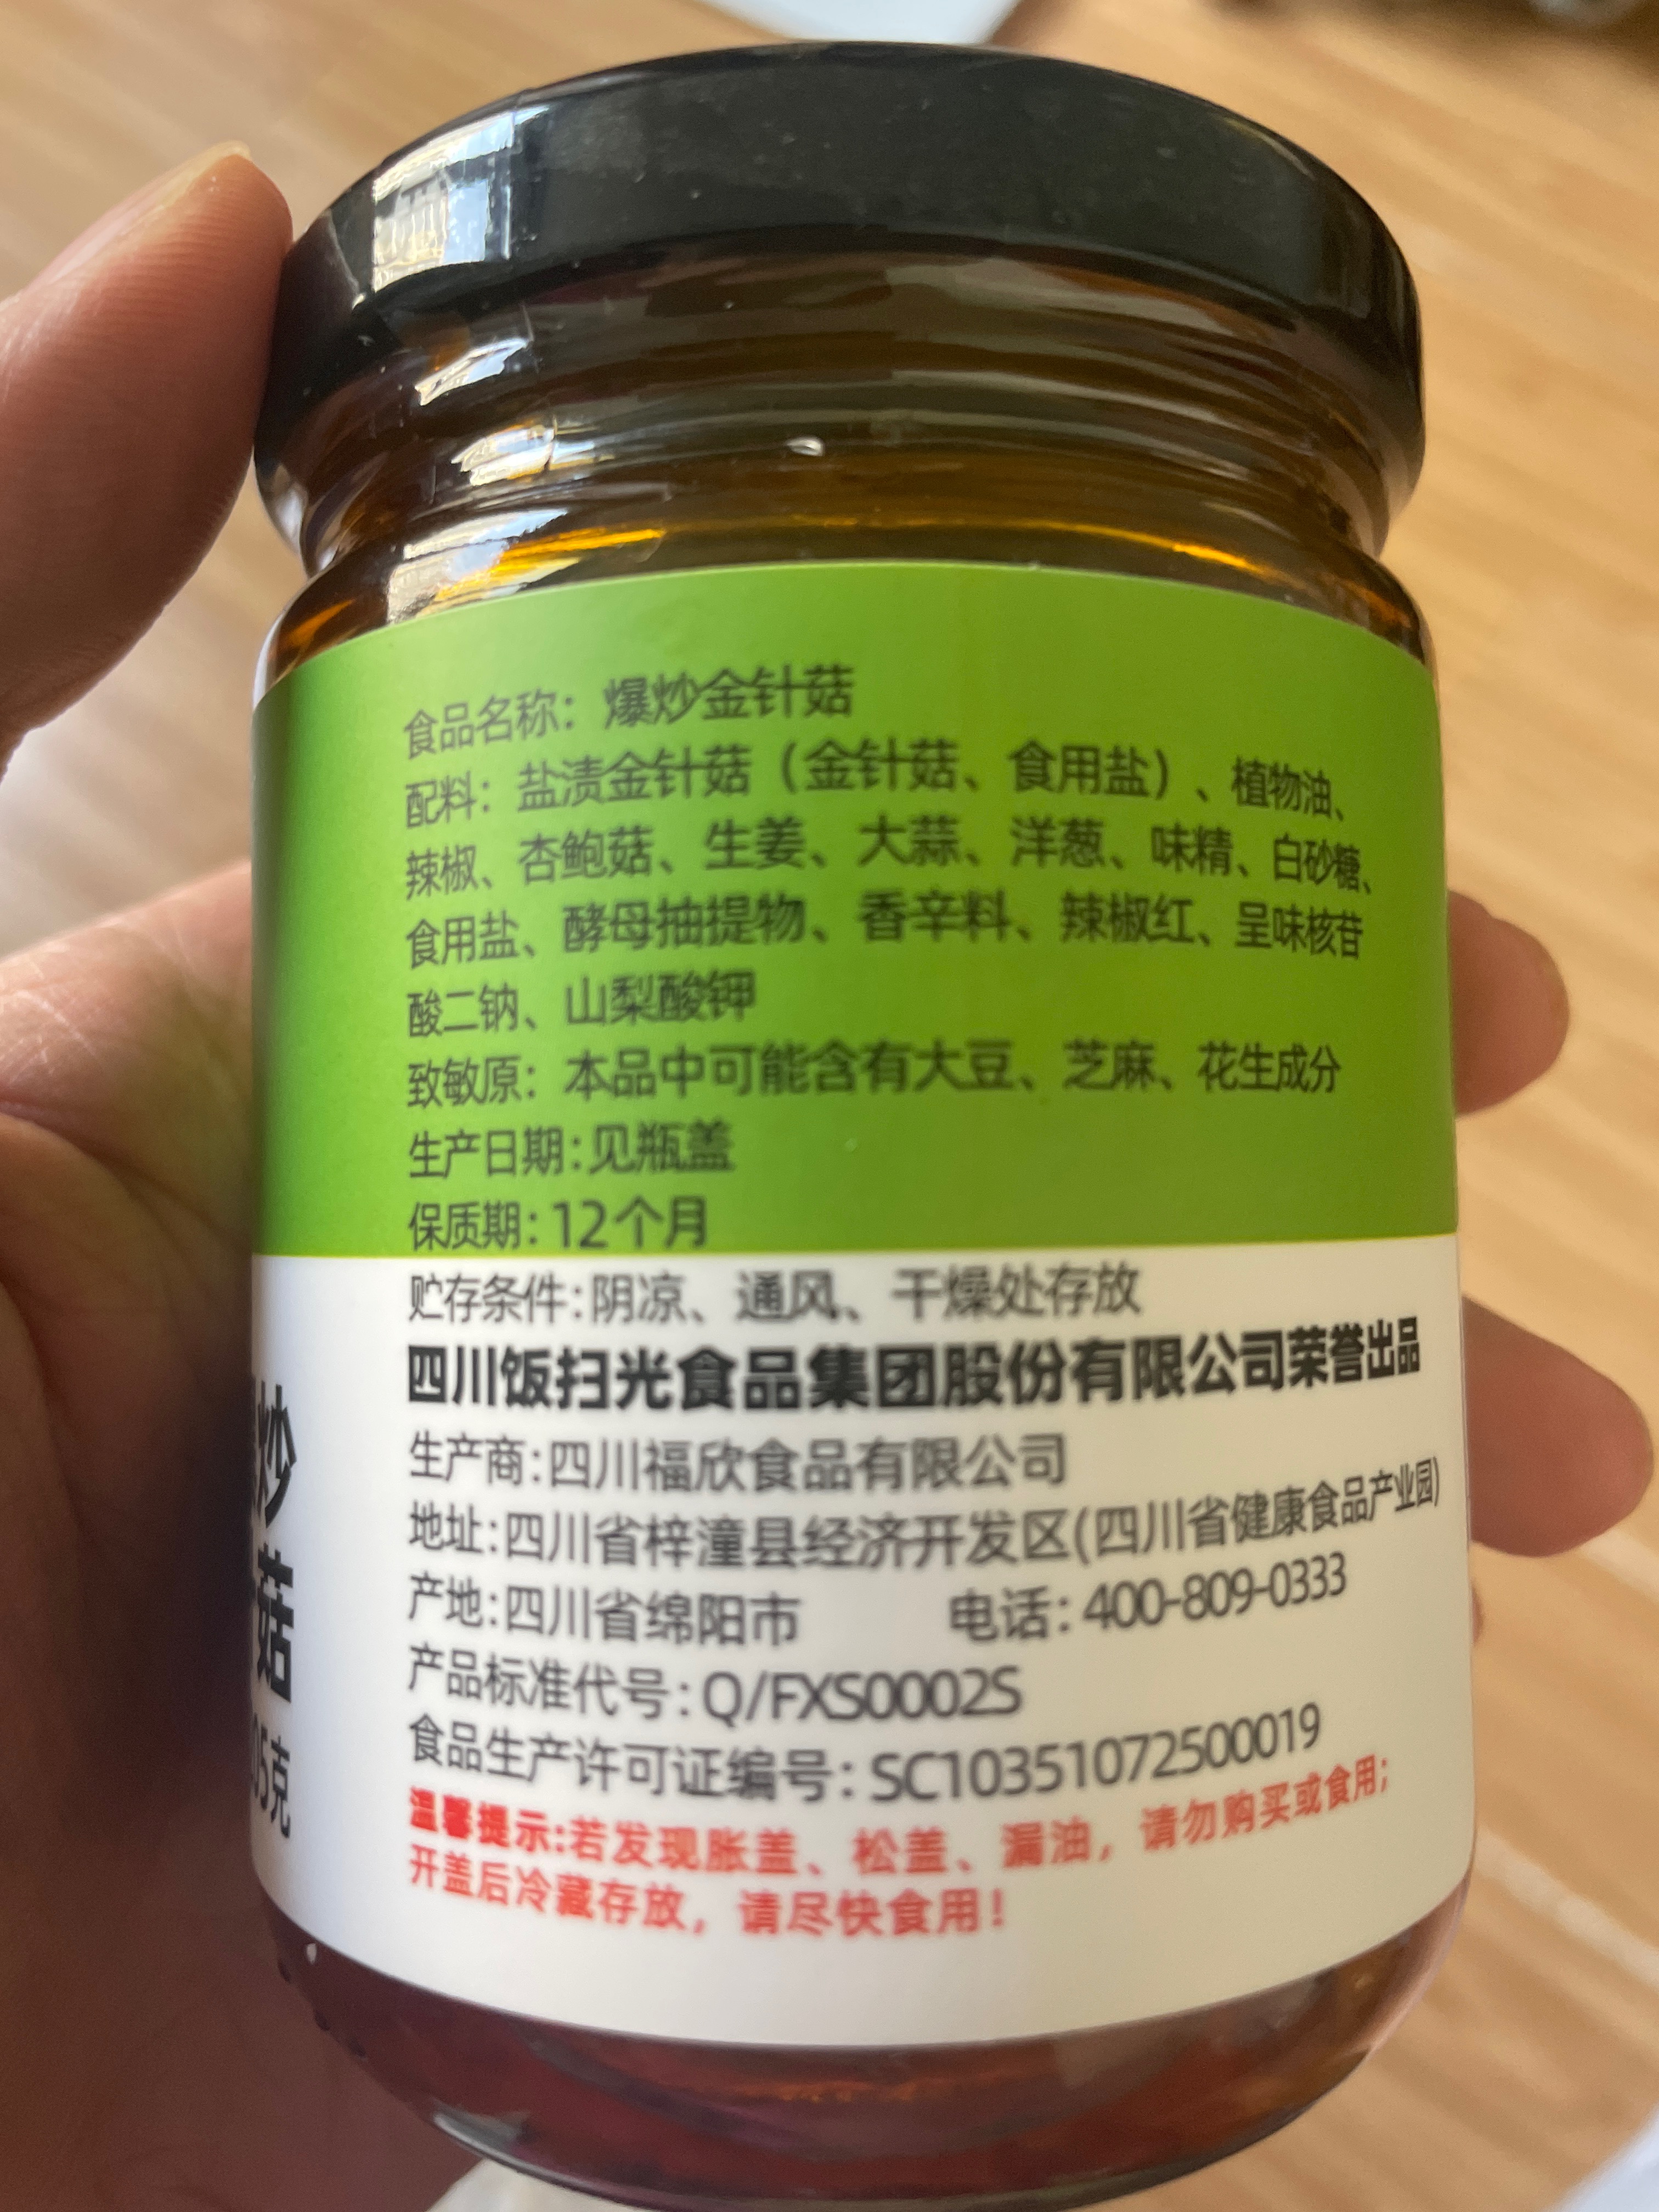 食品名称：爆炒金针菇
配料：盐渍金针菇（金针菇、食用盐）、植物油、
辣椒、杏鲍菇、生姜、大蒜、洋葱、味精、白砂糖、
食用盐、酵母抽提物、香辛料、辣椒红、呈味核苷
酸二钠、山梨酸钾
致敏原：本品中可能含有大豆、芝麻、花生成分
生产日期：见瓶盖
保质期：12个月
贮存条件：阴凉、通风、干燥处存放
四川饭扫光食品集团股份有限公司荣誉出品
生产商：四川福欣食品有限公司
地址：四川省梓潼县经济开发区(四川省健康食品产业园)
产地：四川省绵阳市 电话：400-809-0333
产品标准代号：Q/FXS0002S
食品生产许可证编号：SC10351072500019
温馨提示:若发现胀盖、松盖、漏油，请勿购买或食用；
开盖后冷藏存放，请尽快食用！
炒
菇
5克